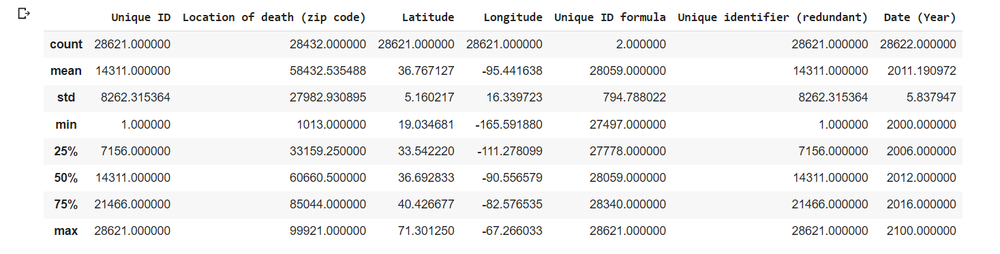 Unique ID Location of death (zip code) Latitude Longitude Unique ID formula Unique identifier (redundant) Date (Year)
count 28621.000000 28432.000000 28621.000000 28621.000000 2.000000 28621.000000 28622.000000
mean 14311.000000 58432.535488 36.767127 -95.441638 28059.000000 14311.000000 2011.190972
std 8262.315364 27982.930895 5.160217 16.339723 794.788022 8262.315364 5.837947
min 1.000000 1013.000000 19.034681 -165.591880 27497.000000 1.000000 2000.000000
25% 7156.000000 33159.250000 33.542220 -111.278099 27778.000000 7156.000000 2006.000000
50% 14311.000000 60660.500000 36.692833 -90.556579 28059.000000 14311.000000 2012.000000
75% 21466.000000 85044.000000 40.426677 -82.576535 28340.000000 21466.000000 2016.000000
max 28621.000000 99921.000000 71.301250 -67.266033 28621.000000 28621.000000 2100.000000